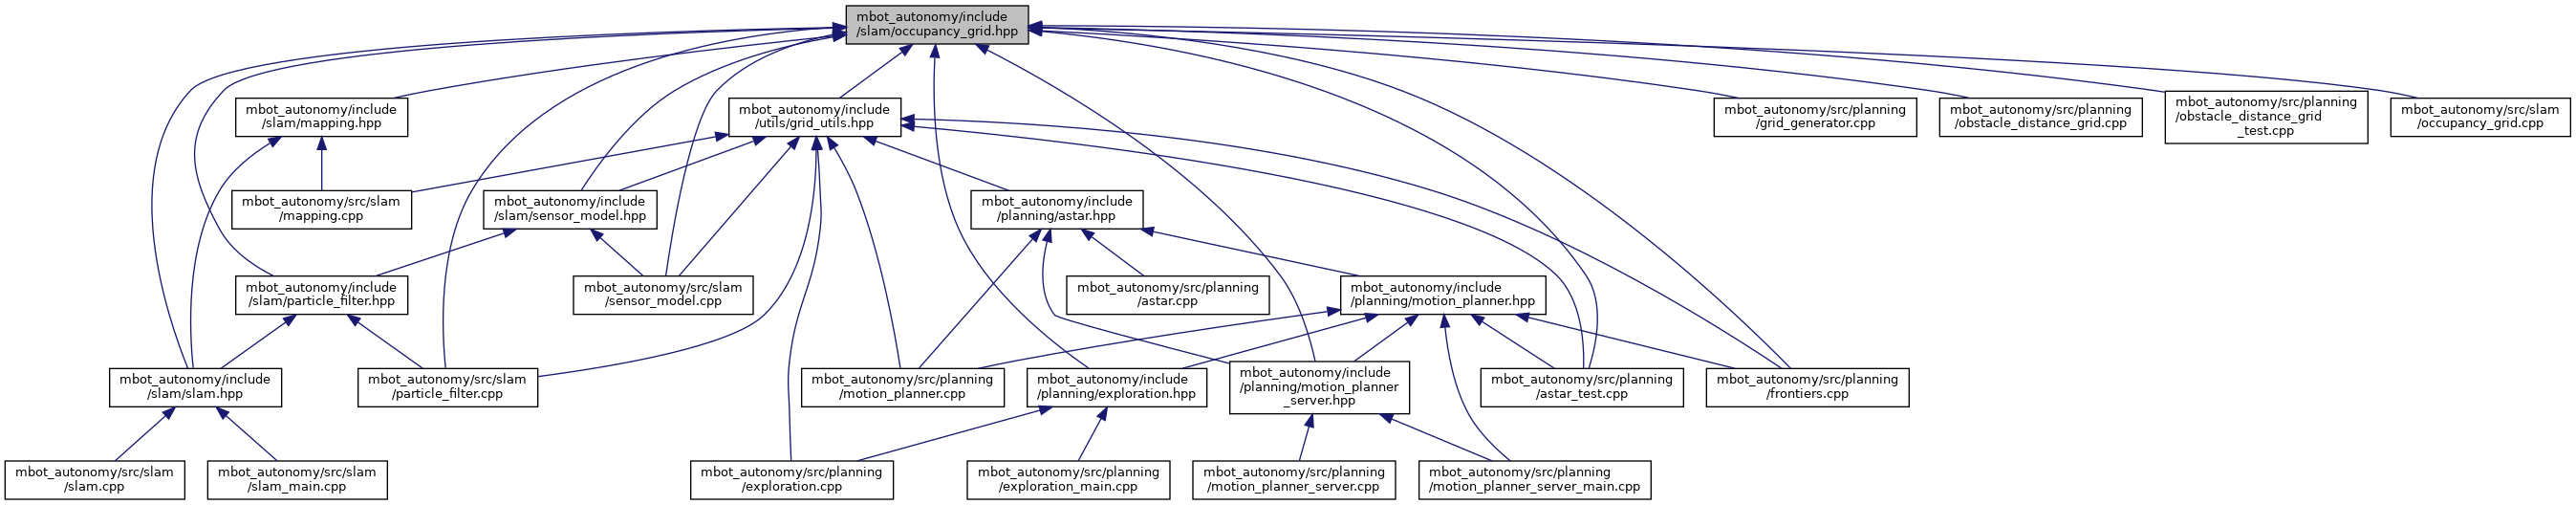 mbot_autonomy/include
/slam/occupancy_grid.hpp
mbot_autonomy/include
/slam/mapping.hpp
mbot_autonomy/include
/utils/grid_utils.hpp
mbot_autonomy/src/planning
/grid_generator.cpp
mbot_autonomy/src/planning
/obstacle_distance_grid.cpp
mbot_autonomy/src/planning
/obstacle_distance_grid
_test.cpp
mbot_autonomy/src/slam
/occupancy_grid.cpp
mbot_autonomy/src/slam
/mapping.cpp
mbot_autonomy/include
/slam/sensor_model.hpp
mbot_autonomy/include
/planning/astar.hpp
mbot_autonomy/include
/slam/particle_filter.hpp
mbot_autonomy/src/slam
/sensor_model.cpp
mbot_autonomy/src/planning
/astar.cpp
mbot_autonomy/include
/planning/motion_planner.hpp
mbot_autonomy/include
/slam/slam.hpp
mbot_autonomy/src/slam
/particle_filter.cpp
mbot_autonomy/src/planning
/motion_planner.cpp
mbot_autonomy/include
/planning/exploration.hpp
mbot_autonomy/include
/planning/motion_planner
_server.hpp
mbot_autonomy/src/planning
/astar_test.cpp
mbot_autonomy/src/planning
/frontiers.cpp
mbot_autonomy/src/slam
/slam.cpp
mbot_autonomy/src/slam
/slam_main.cpp
mbot_autonomy/src/planning
/exploration.cpp
mbot_autonomy/src/planning
/exploration_main.cpp
mbot_autonomy/src/planning
/motion_planner_server.cpp
mbot_autonomy/src/planning
/motion_planner_server_main.cpp